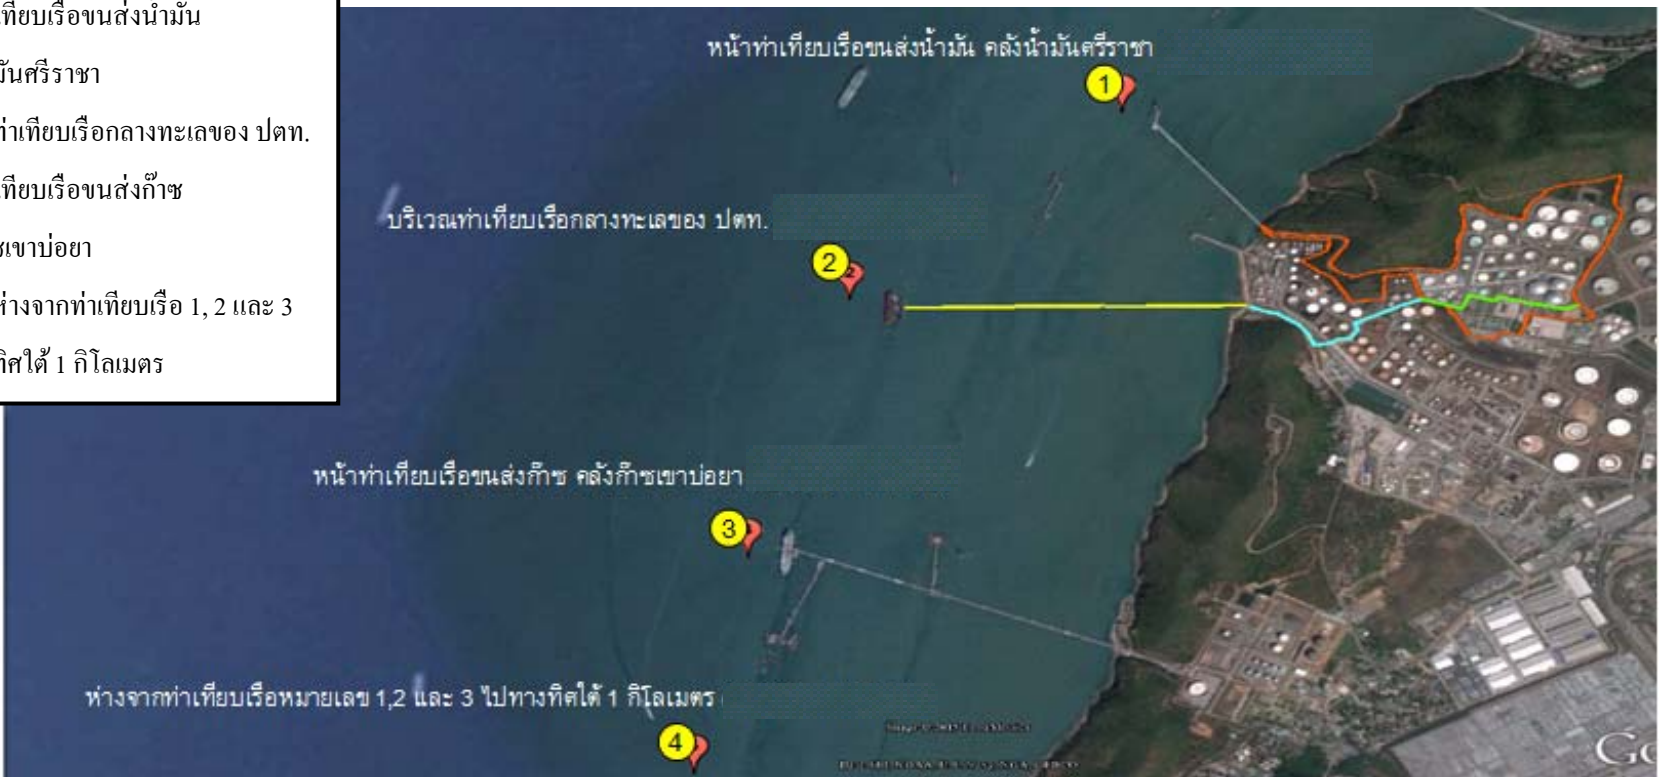 เทียบเรือขนส่งน้ำมัน
มันศรีราชา
ท่าเทียบเรือกลางทะเลของ ปตท.
เทียบเรือขนส่งก๊าซ
ซเขาบ่อยา
ห่างจากท่าเทียบเรือ 1, 2 และ 3
ทิศใต้ 1 กิโลเมตร
หน้าท่าเทียบเรือขนส่งน้ำมัน คลังน้ำมันศรีราชา
1
บริเวณท่าเทียบเรือกลางทะเลของ ปตท.
2
หน้าท่าเทียบเรือขนส่งก๊าซ คลังก๊าซเขาบ่อยา
3
ห่างจากท่าเทียบเรือหมายเลข 1,2 และ 3 ไปทางทิศใต้ 1 กิโลเมตร
4